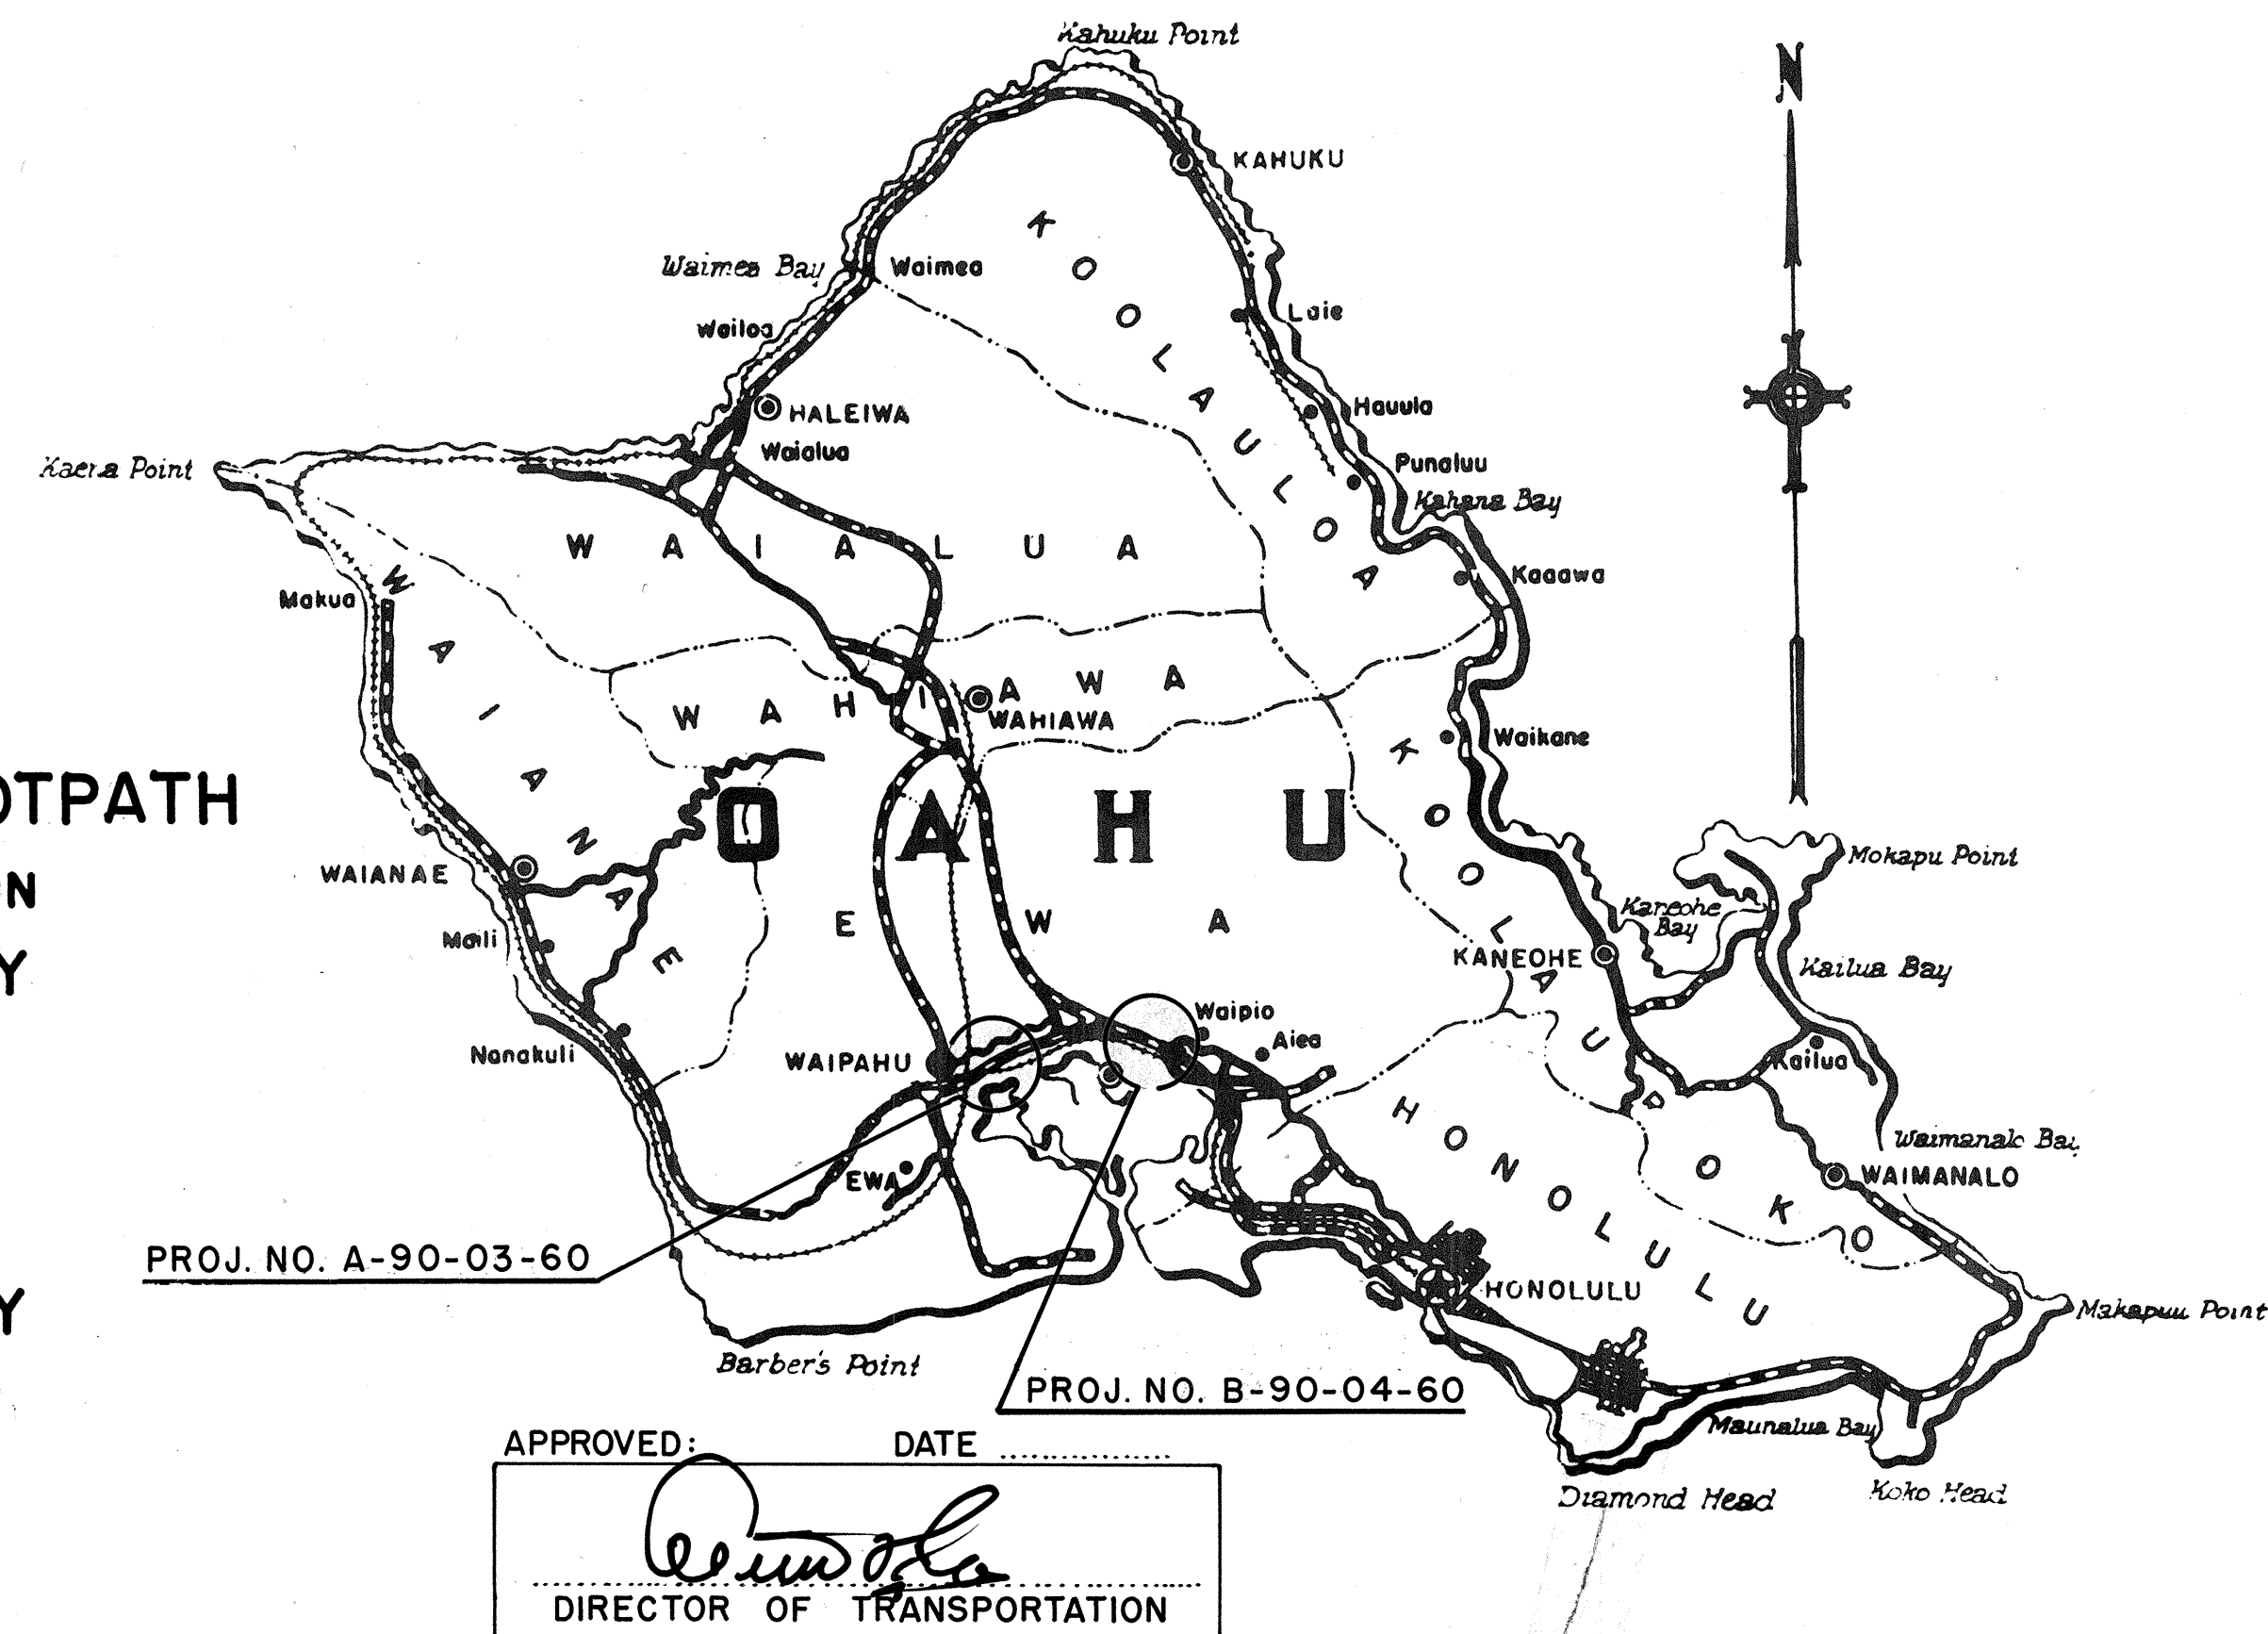 Kahuku Point
N
KAHUKU
Waimea Bay
Waimea
Wailoa
Laie
KOOLAULOA
HALEIWA
Hauula
Waialua
Kaena Point
Punaluu
Kahana Bay
WAIALUA
Makua
Kaaawa
WAIANAE
WAHIAWA
WAHIAWA
Waikane
OTPATH
OAHU
Mokapu Point
WAIANAE
ON
EWA
Kaneohe
Bay
Maili
KANEOHE
Kailua Bay
Y
KOOLAUPOKO
Waipio
Aiea
Nanakuli
WAIPAHU
Kailua
HONOLULU
Waimanalo Bay
EWA
WAIMANALO
PROJ. NO. A-90-03-60
HONOLULU
Y
Makapuu Point
Barber's Point
PROJ. NO. B-90-04-60
Maunalua Bay
APPROVED: DATE
Diamond Head
Koko Head
DIRECTOR OF TRANSPORTATION